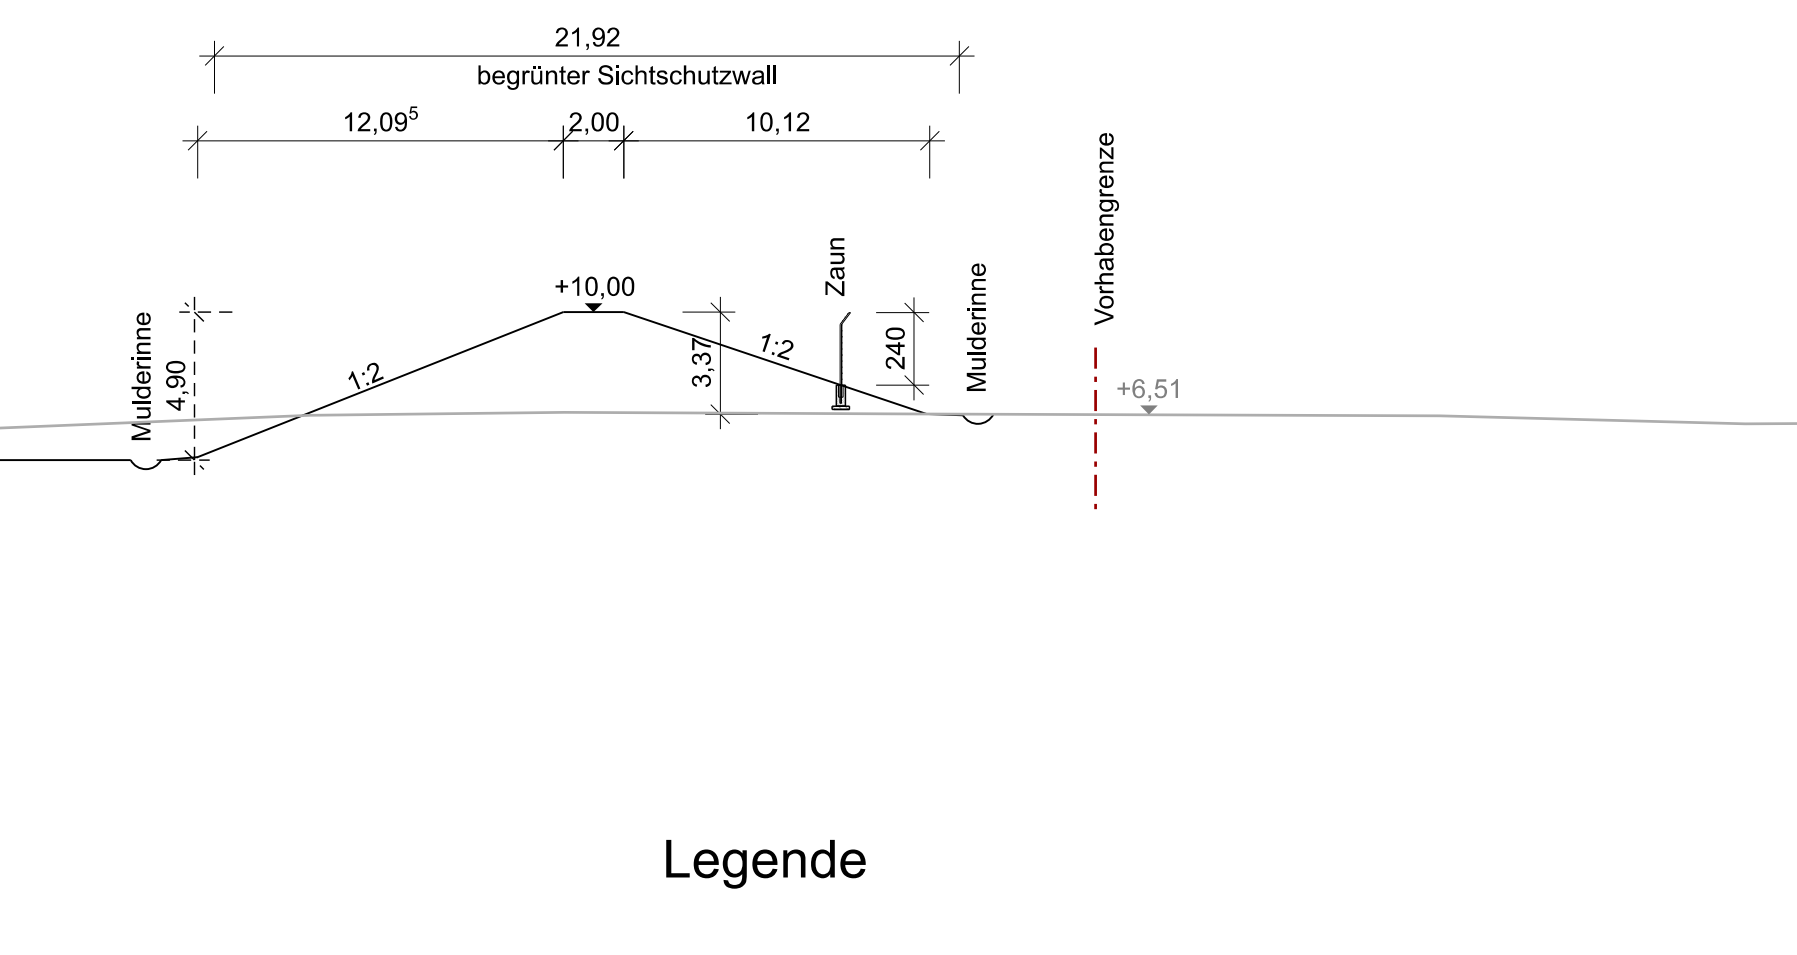 21,92
begrünter Sichtschutzwall
12,09⁵
2,00
10,12
Vorhabengrenze
Zaun
Mulderinne
+10,00
Mulderinne
4,90
1:2
3,37
1:2
240
+6,51
Legende